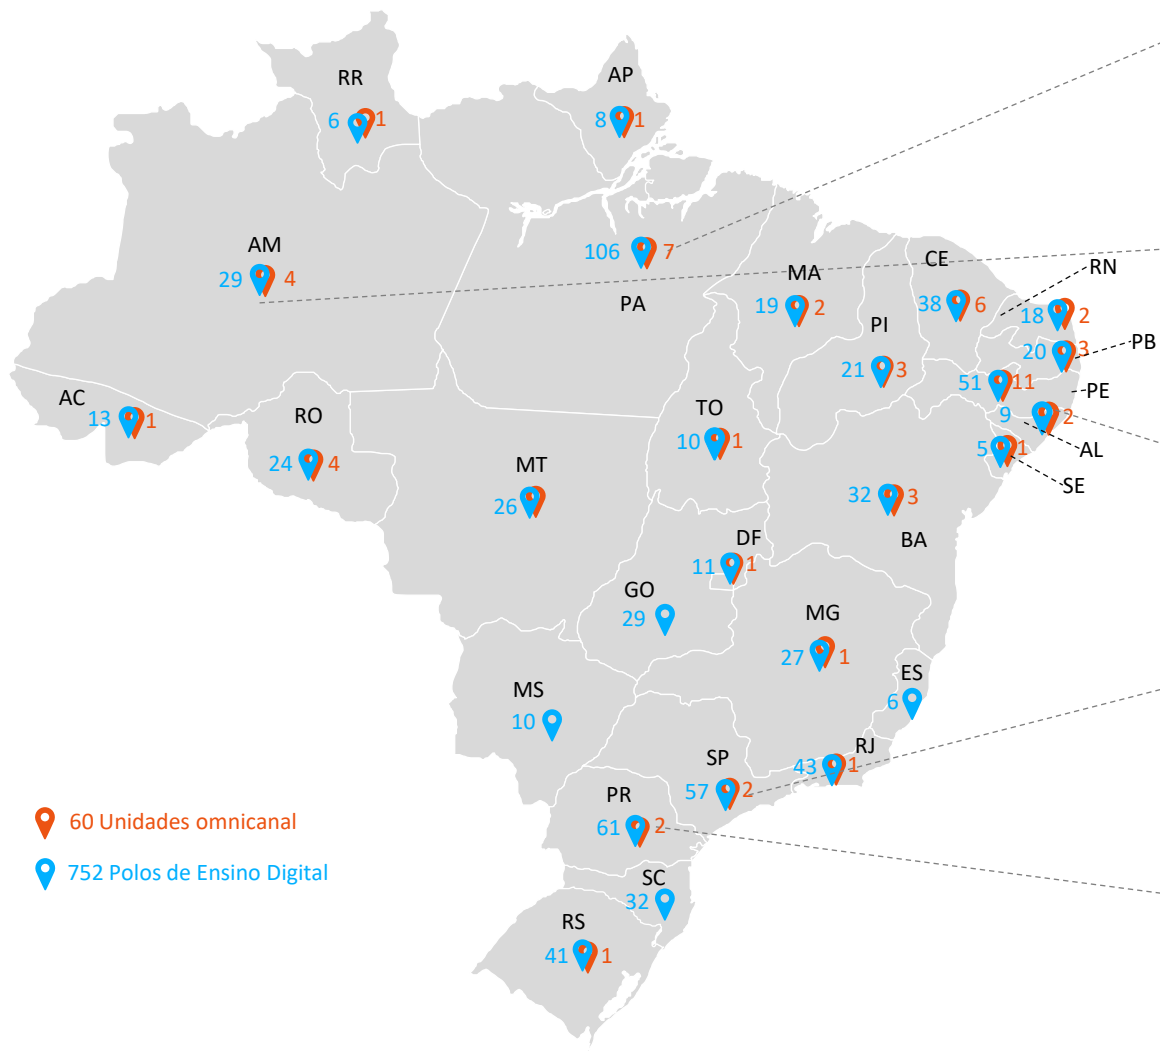 RR
6 1
AP
8 1
AM
29 4
106 7
PA
MA
19 2
CE
38 6
RN
18 2
PI
21 3
20 3
PB
51 11
PE
9 2
AL
5 1
SE
AC
13 1
RO
24 4
TO
10 1
MT
26
32 3
BA
DF
11 1
GO
29
MG
27 1
ES
6
MS
10
RJ
43 1
SP
57 2
PR
61 2
60 Unidades omnicanal
752 Polos de Ensino Digital
SC
32
RS
41 1